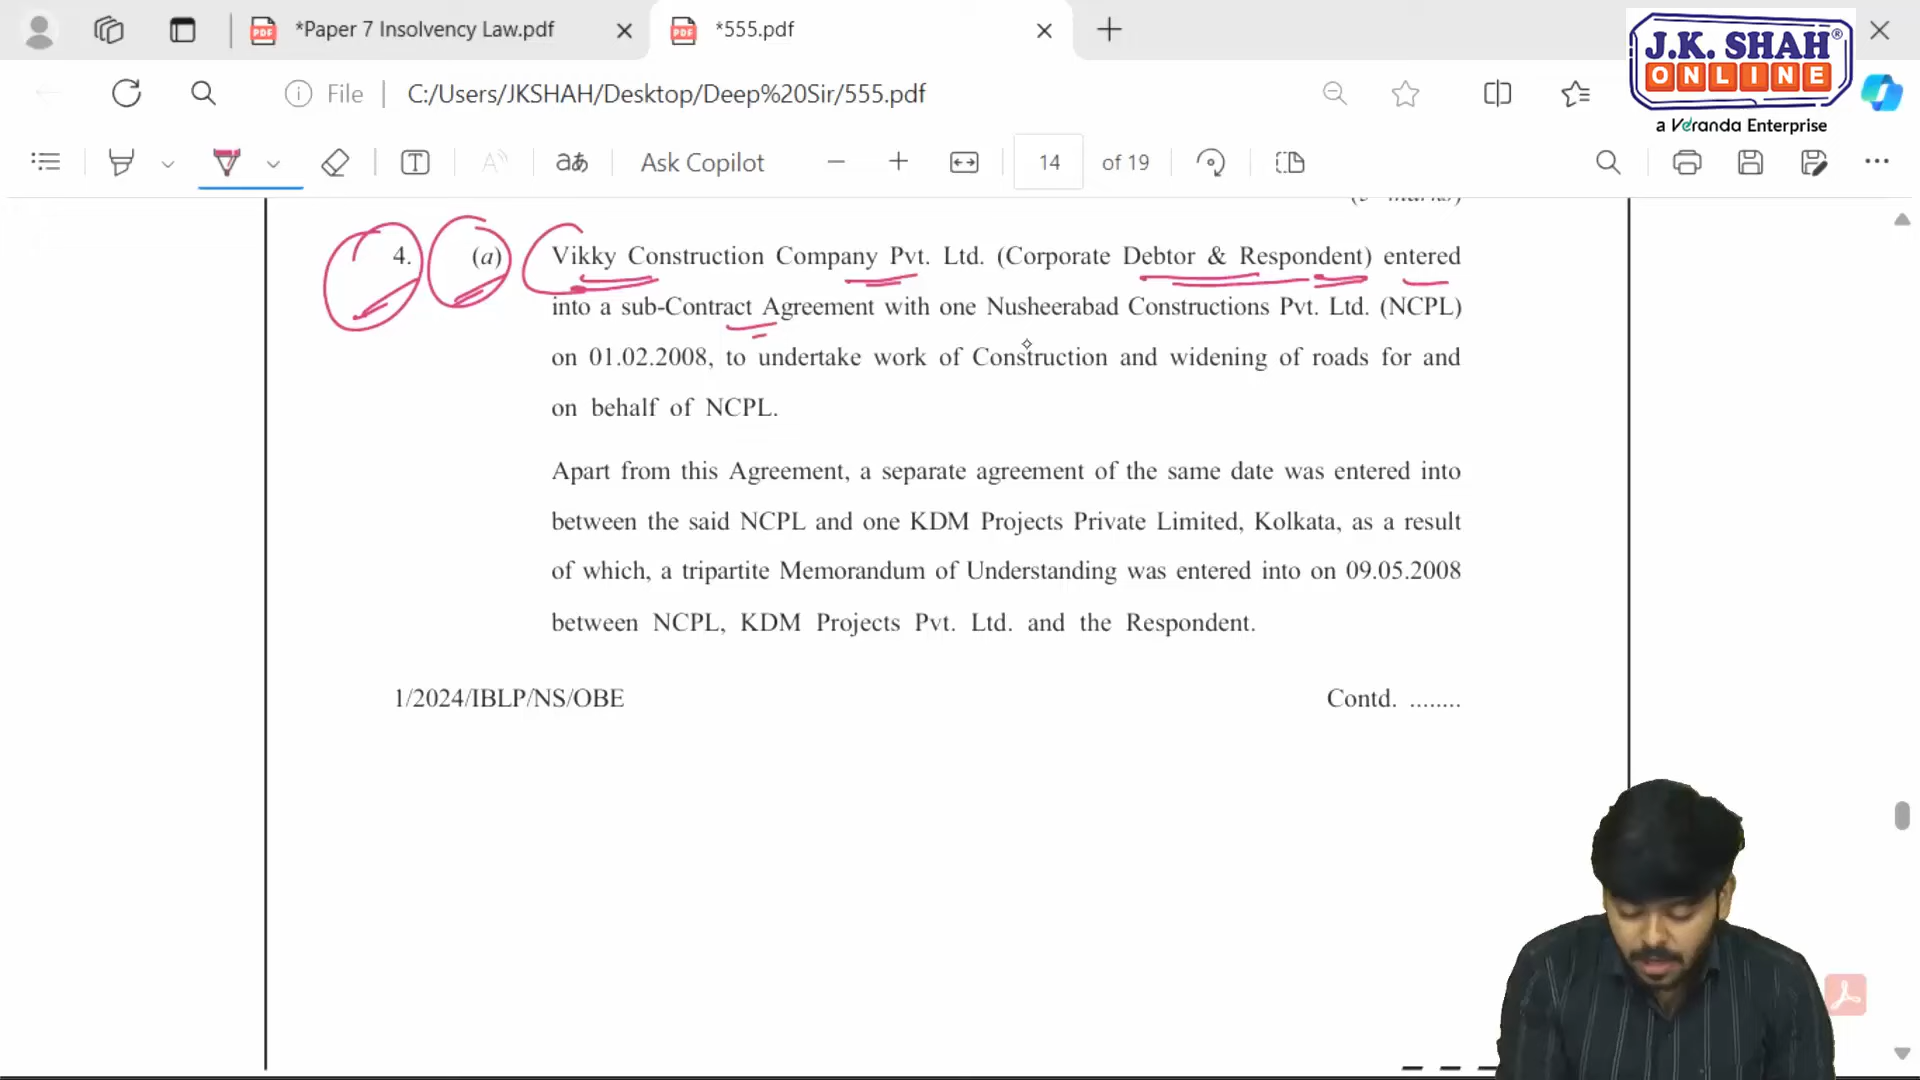 *Paper 7 Insolvency Law.pdf
*555.pdf
J.K. SHAH®
ONLINE
a Veranda Enterprise
File
C:/Users/JKSHAH/Desktop/Deep%20Sir/555.pdf
Ask Copilot
14 of 19
4. (a) Vikky Construction Company Pvt. Ltd. (Corporate Debtor & Respondent) entered
into a sub-Contract Agreement with one Nusheerabad Constructions Pvt. Ltd. (NCPL)
on 01.02.2008, to undertake work of Construction and widening of roads for and
on behalf of NCPL.
Apart from this Agreement, a separate agreement of the same date was entered into
between the said NCPL and one KDM Projects Private Limited, Kolkata, as a result
of which, a tripartite Memorandum of Understanding was entered into on 09.05.2008
between NCPL, KDM Projects Pvt. Ltd. and the Respondent.
1/2024/IBLP/NS/OBE
Contd. ........